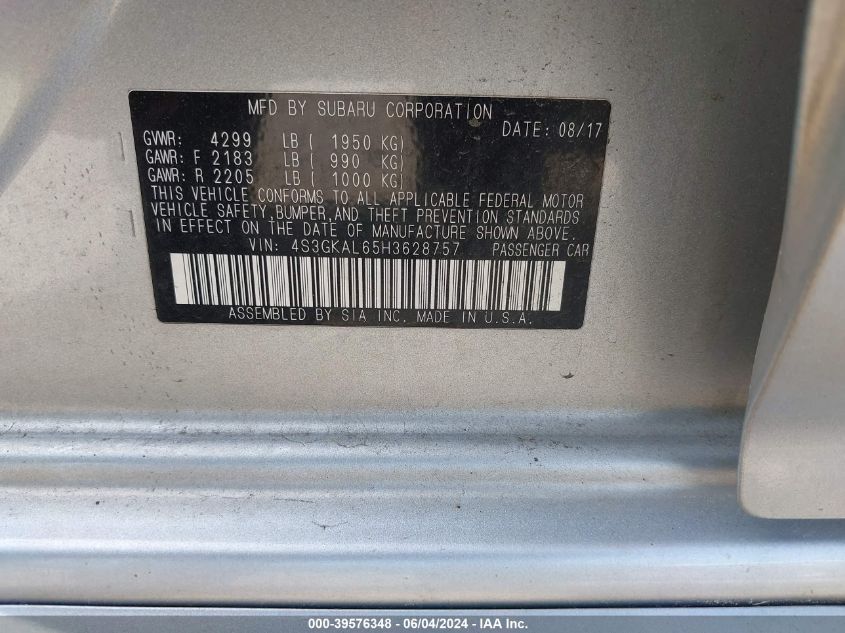 MFD BY SUBARU CORPORATION
DATE: 08/17
GVWR: 4299 LB ( 1950 KG)
GAWR: F 2183 LB ( 990 KG)
GAWR: R 2205 LB ( 1000 KG)
THIS VEHICLE CONFORMS TO ALL APPLICABLE FEDERAL MOTOR
VEHICLE SAFETY,BUMPER,AND THEFT PREVENTION STANDARDS
IN EFFECT ON THE DATE OF MANUFACTURE SHOWN ABOVE.
VIN: 4S3GKAL65H3628757 PASSENGER CAR
ASSEMBLED BY SIA INC. MADE IN U.S.A.
000-39576348 - 06/04/2024 - IAA Inc.